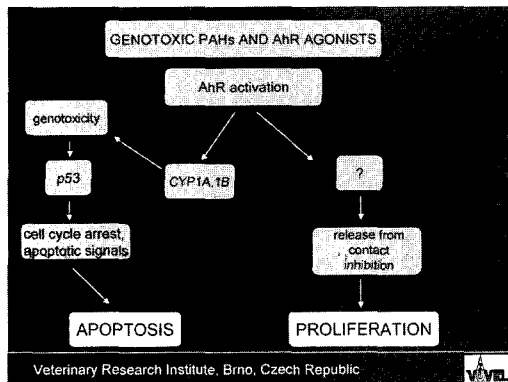 GENOTOXIC PAHs AND AhR AGONISTS
AhR activation
genotoxicity
p53
CYP1A,1B
?
cell cycle arrest,
apoptotic signals
release from
contact
inhibition
APOPTOSIS
PROLIFERATION
Veterinary Research Institute, Brno, Czech Republic